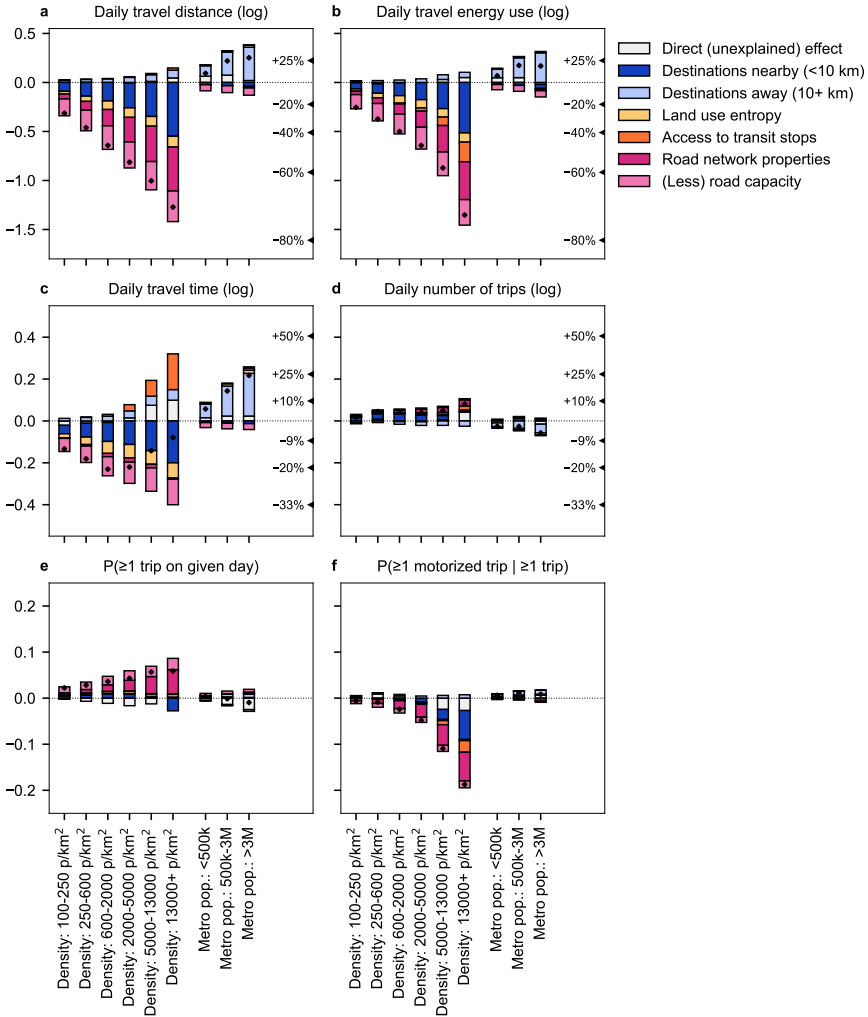 a Daily travel distance (log)
0.5
0.0
−0.5
−1.0
−1.5
+25%
−20%
−40%
−60%
−80%
b Daily travel energy use (log)
+25%
−20%
−40%
−60%
−80%
Direct (unexplained) effect
Destinations nearby (<10 km)
Destinations away (10+ km)
Land use entropy
Access to transit stops
Road network properties
(Less) road capacity
c Daily travel time (log)
0.4
0.2
0.0
−0.2
−0.4
+50%
+25%
+10%
−9%
−20%
−33%
d Daily number of trips (log)
+50%
+25%
+10%
−9%
−20%
−33%
e P(≥1 trip on given day)
0.2
0.1
0.0
−0.1
−0.2
f P(≥1 motorized trip | ≥1 trip)
Density: 100-250 p/km²
Density: 250-600 p/km²
Density: 600-2000 p/km²
Density: 2000-5000 p/km²
Density: 5000-13000 p/km²
Density: 13000+ p/km²
Metro pop.: <500k
Metro pop.: 500k-3M
Metro pop.: >3M
Density: 100-250 p/km²
Density: 250-600 p/km²
Density: 600-2000 p/km²
Density: 2000-5000 p/km²
Density: 5000-13000 p/km²
Density: 13000+ p/km²
Metro pop.: <500k
Metro pop.: 500k-3M
Metro pop.: >3M